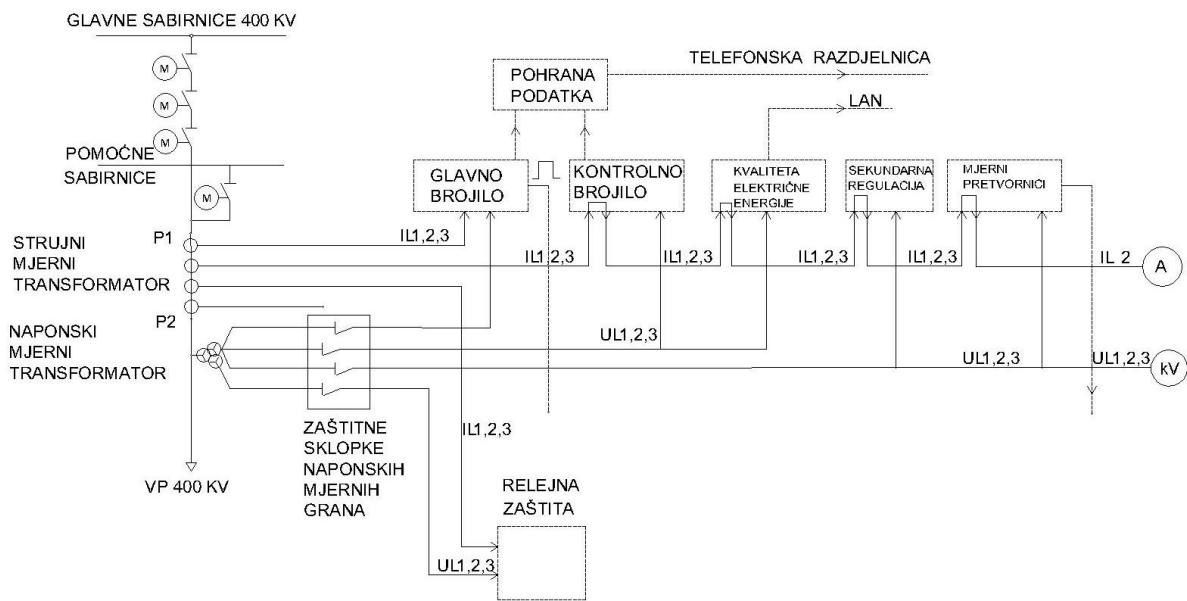 GLAVNE SABIRNICE 400 KV
M
M
M
POMOĆNE
SABIRNICE
M
P1
STRUJNI
MJERNI
TRANSFORMATOR
P2
NAPONSKI
MJERNI
TRANSFORMATOR
VP 400 KV
ZAŠTITNE
SKLOPKE
NAPONSKIH
MJERNIH
GRANA
POHRANA
PODATKA
TELEFONSKA RAZDJELNICA
LAN
GLAVNO
BROJILO
KONTROLNO
BROJILO
KVALITETA
ELEKTRIČNE
ENERGIJE
SEKUNDARNA
REGULACIJA
MJERNI
PRETVORNICI
IL1,2,3
IL1,2,3
IL1,2,3
IL1,2,3
IL1,2,3
IL 2
A
UL1,2,3
UL1,2,3
UL1,2,3
kV
IL1,2,3
RELEJNA
ZAŠTITA
UL1,2,3